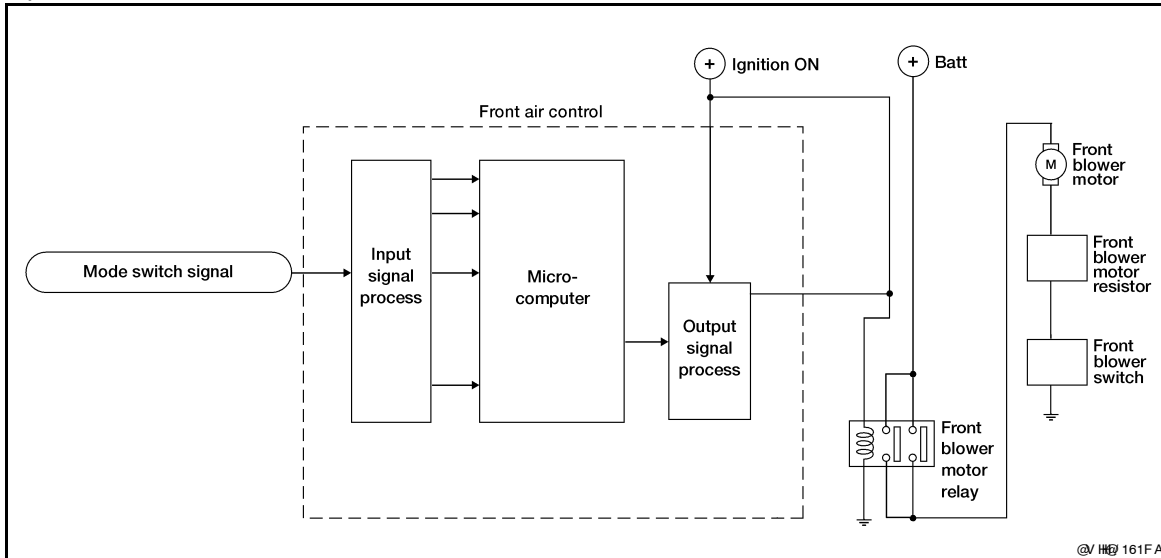 + Ignition ON
+ Batt
Front air control
Mode switch signal
Input
signal
process
Micro-
computer
Output
signal
process
Front
blower
motor
relay
M
Front
blower
motor
Front
blower
motor
resistor
Front
blower
switch